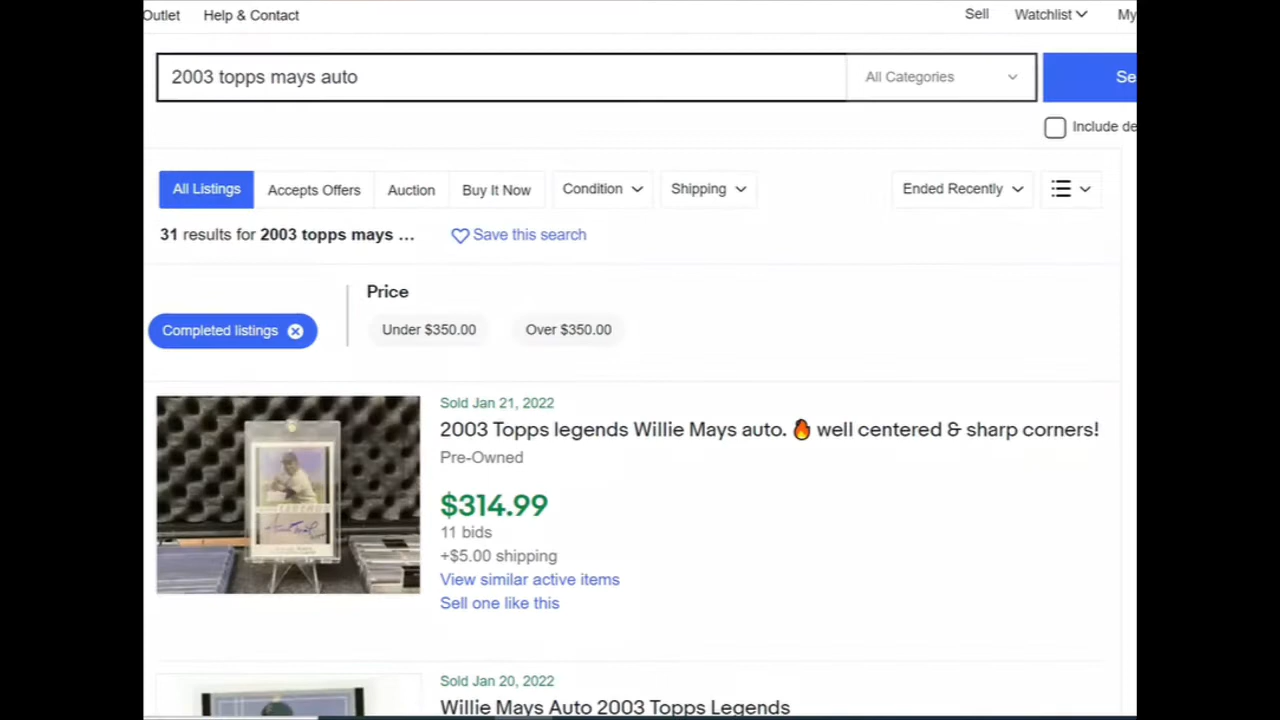 Outlet Help & Contact Sell Watchlist My
2003 topps mays auto All Categories Se
Include de
All Listings Accepts Offers Auction Buy It Now Condition Shipping Ended Recently
31 results for 2003 topps mays ... Save this search
Price
Completed listings Under $350.00 Over $350.00
Sold Jan 21, 2022
2003 Topps legends Willie Mays auto. 🔥 well centered & sharp corners!
Pre-Owned
$314.99
11 bids
+$5.00 shipping
View similar active items
Sell one like this
Sold Jan 20, 2022
Willie Mays Auto 2003 Topps Legends